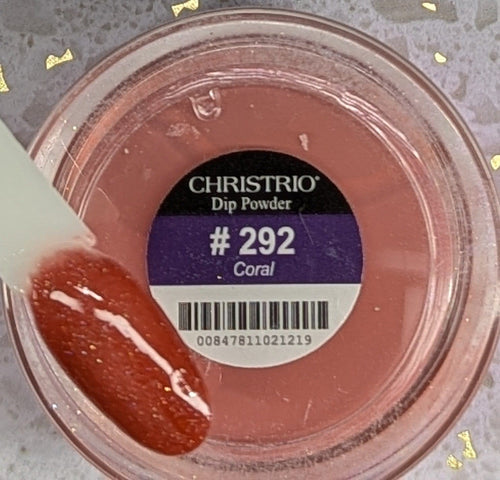 CHRISTRIO®
Dip Powder
# 292
Coral
00847811021219